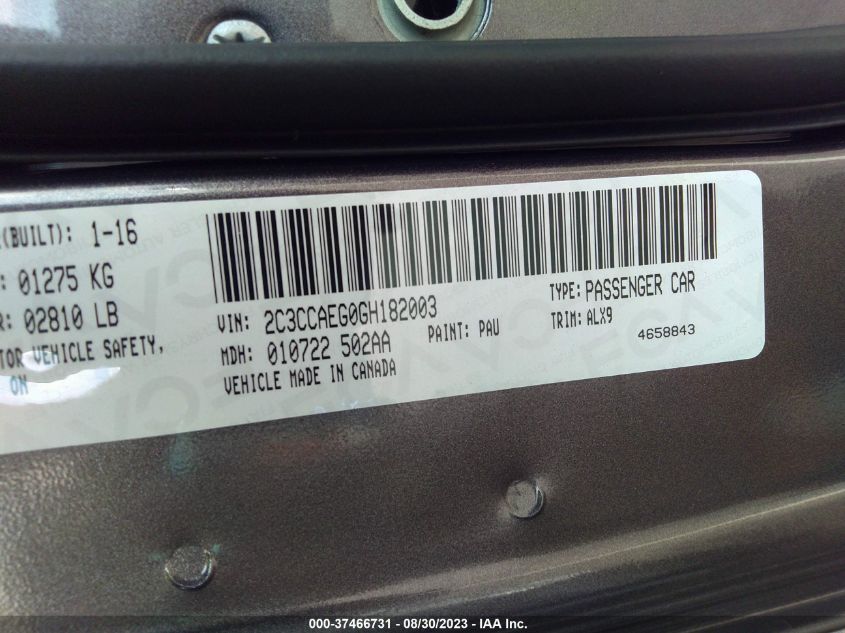 (BUILT): 1-16
: 01275 KG
R: 02810 LB
TOR VEHICLE SAFETY,
ON
VIN: 2C3CCAEG0GH182003
TYPE: PASSENGER CAR
MDH: 010722 502AA
PAINT: PAU
TRIM: ALX9
VEHICLE MADE IN CANADA
4658843
000-37466731 - 08/30/2023 - IAA Inc.